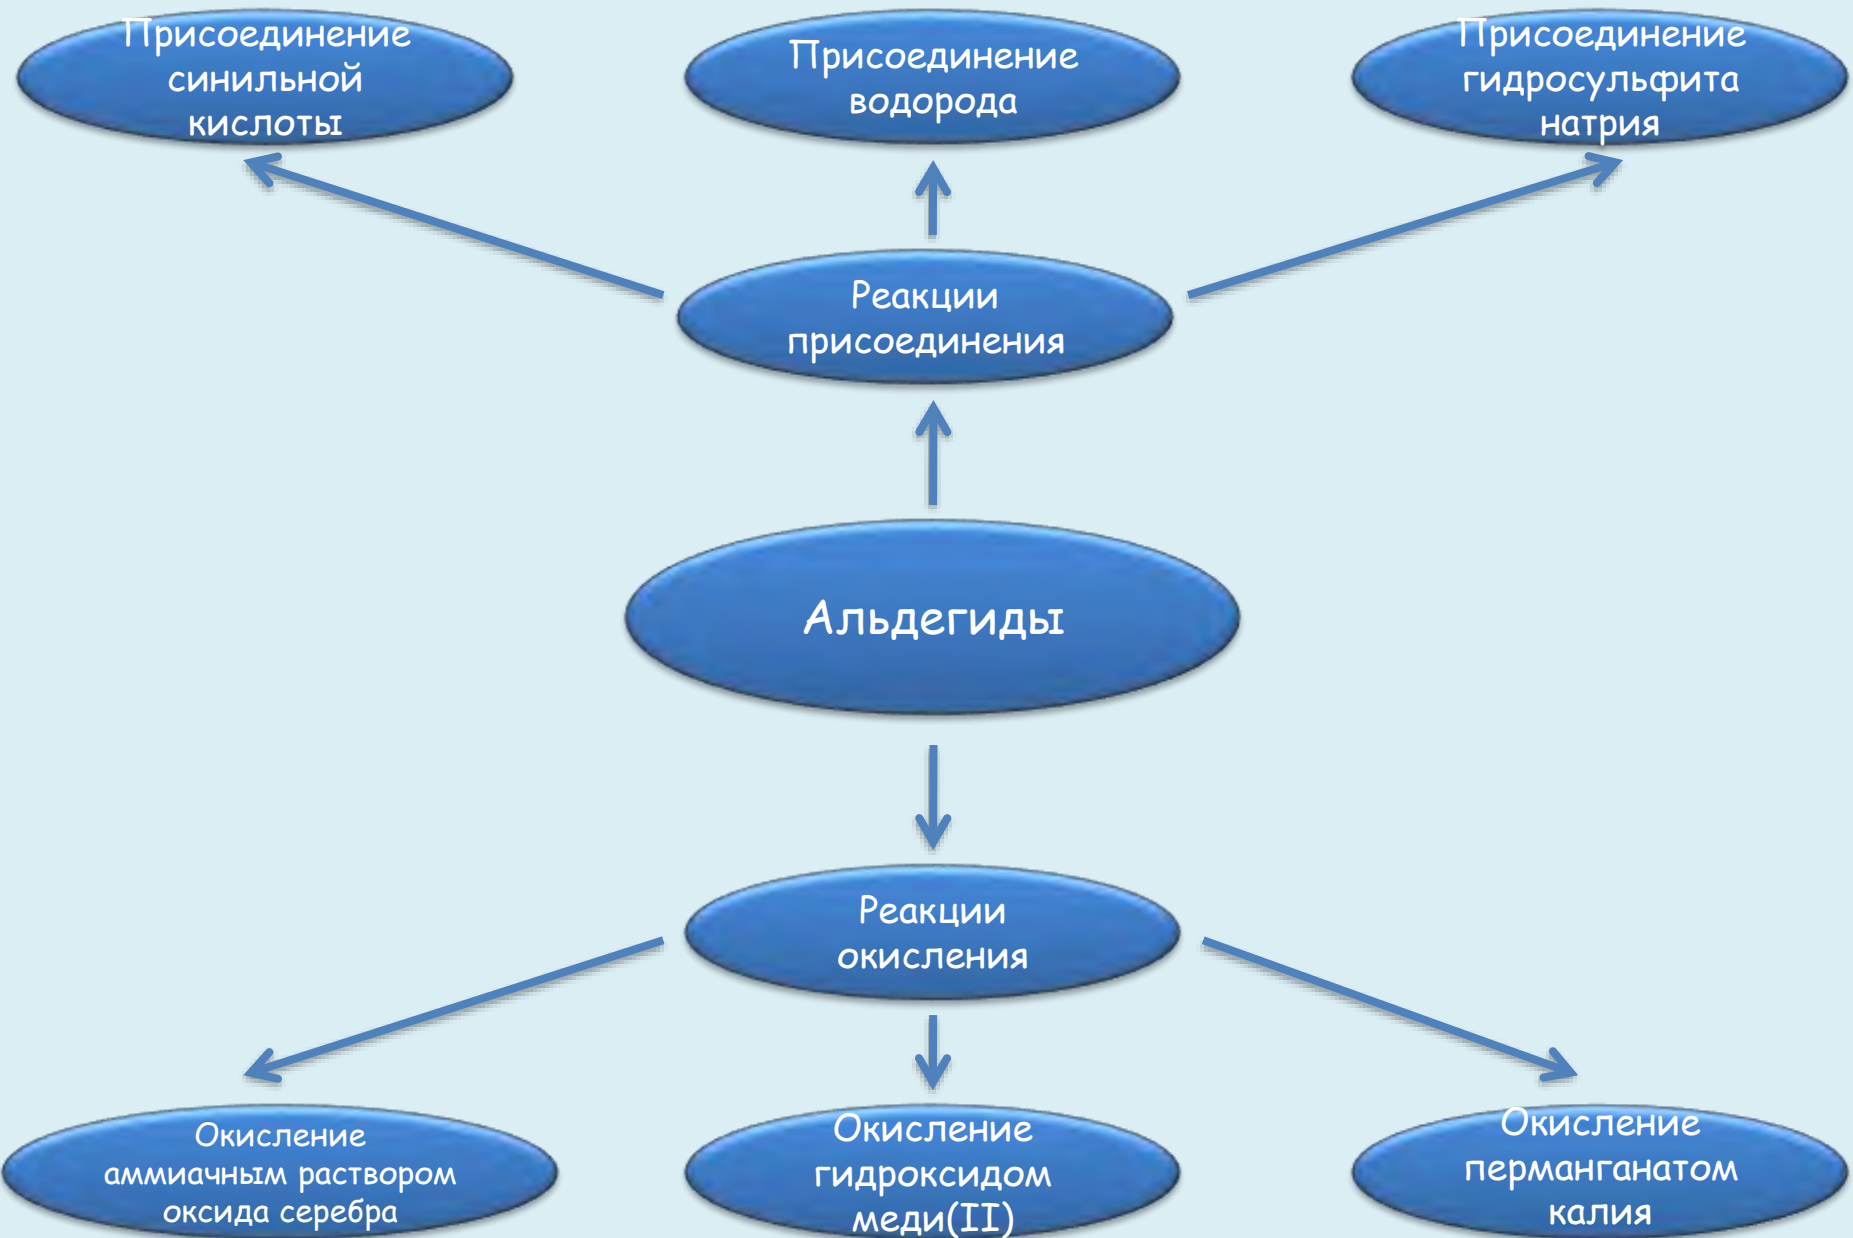 Присоединение
синильной
кислоты
Присоединение
водорода
Присоединение
гидросульфита
натрия
Реакции
присоединения
Альдегиды
Реакции
окисления
Окисление
аммиачным раствором
оксида серебра
Окисление
гидроксидом
меди(II)
Окисление
перманганатом
калия